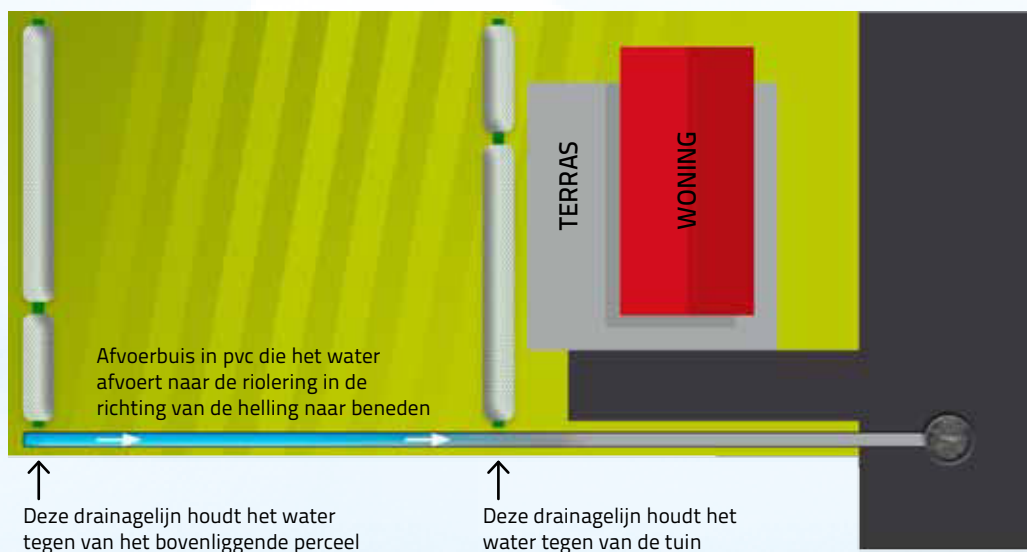 TERRAS
WONING
Afvoerbuis in pvc die het water
afvoert naar de riolering in de
richting van de helling naar beneden
Deze drainagelijn houdt het water
tegen van het bovenliggende perceel
Deze drainagelijn houdt het
water tegen van de tuin